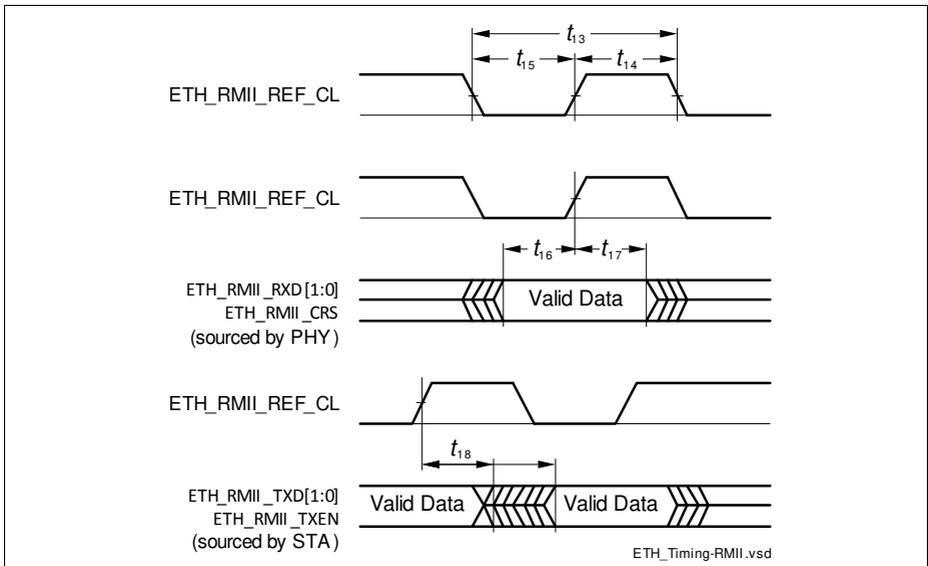 t13
t15 t14
ETH_RMII_REF_CL
ETH_RMII_REF_CL
t16 t17
ETH_RMII_RXD[1:0]
ETH_RMII_CRS
(sourced by PHY)
Valid Data
ETH_RMII_REF_CL
t18
ETH_RMII_TXD[1:0]
ETH_RMII_TXEN
(sourced by STA)
Valid Data Valid Data
ETH_Timing-RMII.vsd